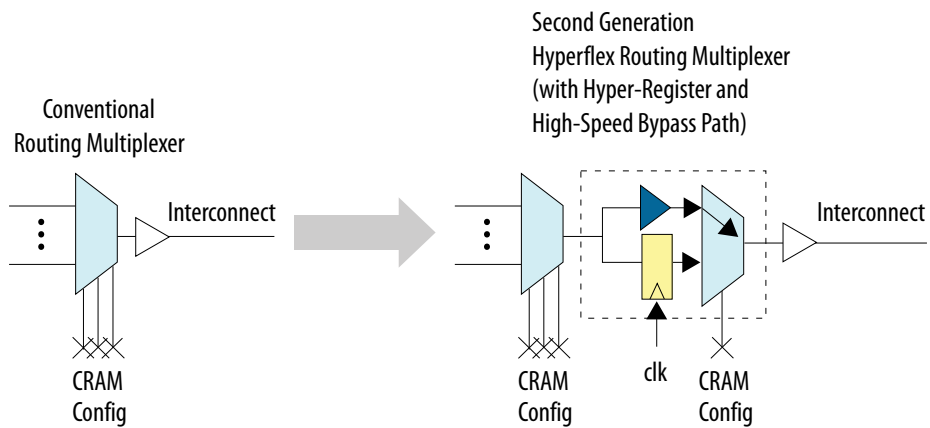 Second Generation
Hyperflex Routing Multiplexer
(with Hyper-Register and
High-Speed Bypass Path)
Conventional
Routing Multiplexer
Interconnect
Interconnect
CRAM
Config
CRAM
Config
clk
CRAM
Config